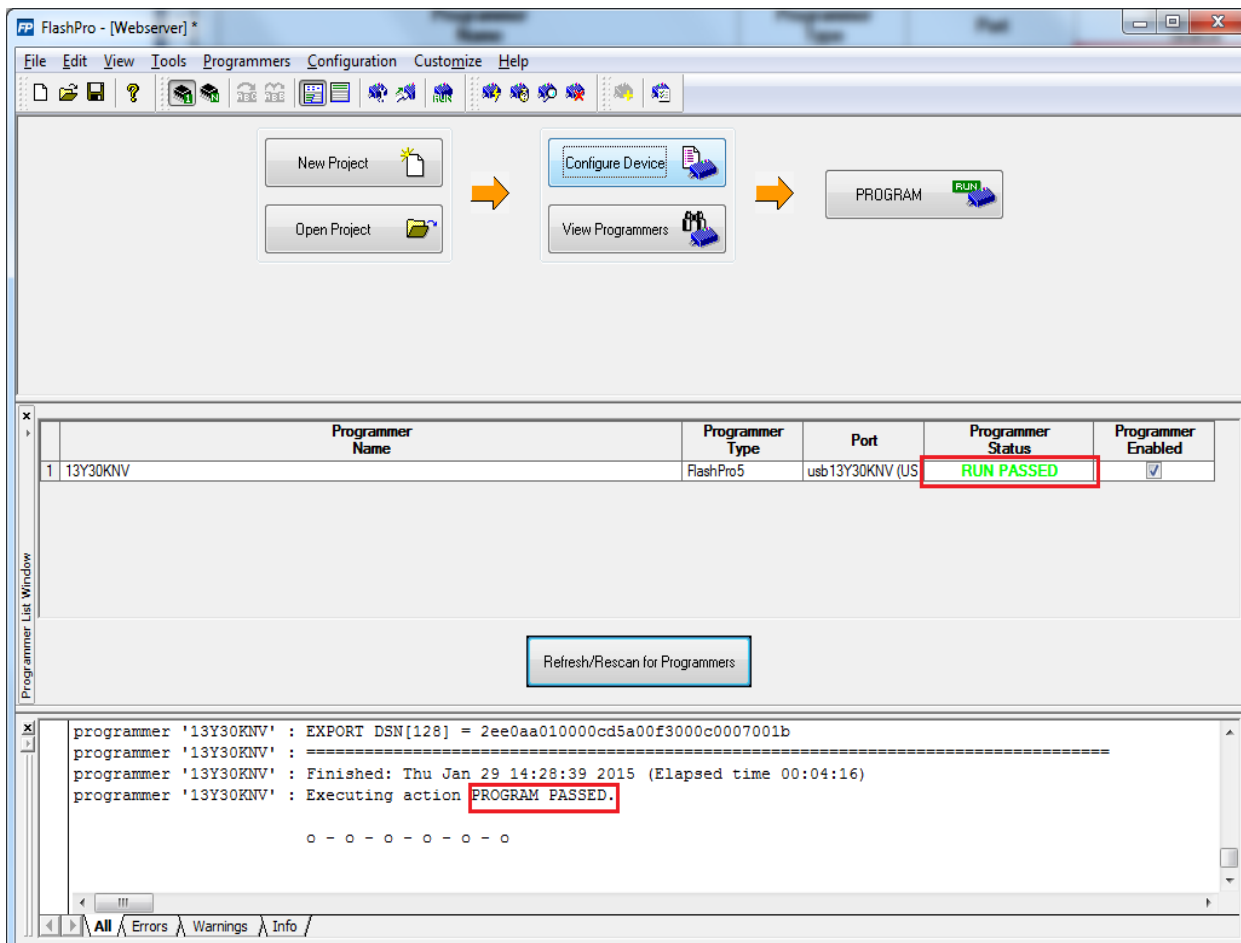 FlashPro - [Webserver] *
File Edit View Tools Programmers Configuration Customize Help
New Project
Configure Device
PROGRAM
RUN
Open Project
View Programmers
Programmer Name
Programmer Type
Port
Programmer Status
Programmer Enabled
1 13Y30KNV FlashPro5 usb13Y30KNV (US RUN PASSED
Programmer List Window
Refresh/Rescan for Programmers
programmer '13Y30KNV' : EXPORT DSN[128] = 2ee0aa010000cd5a00f3000c0007001b
programmer '13Y30KNV' : ===================================================================================
programmer '13Y30KNV' : Finished: Thu Jan 29 14:28:39 2015 (Elapsed time 00:04:16)
programmer '13Y30KNV' : Executing action PROGRAM PASSED.
o - o - o - o - o - o
All Errors Warnings Info